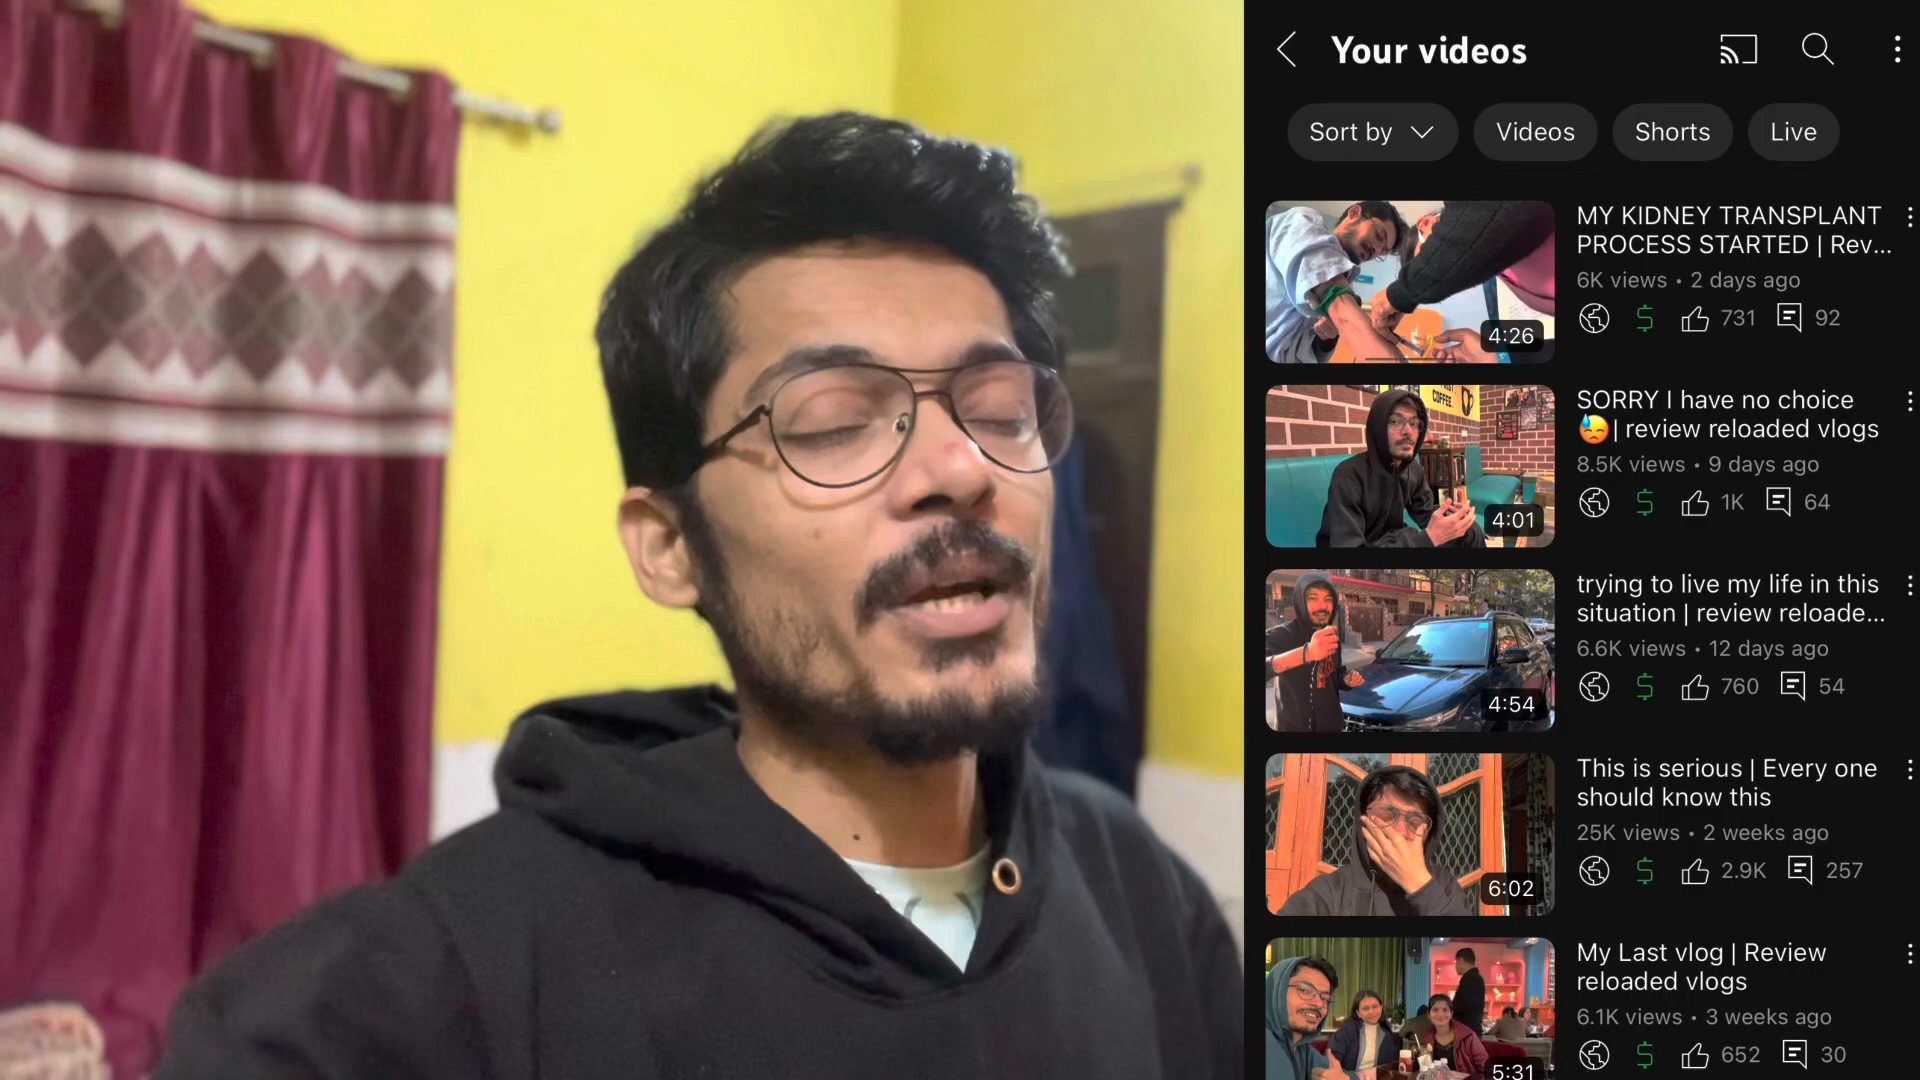 Your videos
Sort by
Videos
Shorts
Live
MY KIDNEY TRANSPLANT
PROCESS STARTED | Rev...
6K views • 2 days ago
731
92
4:26
SORRY I have no choice
😓| review reloaded vlogs
8.5K views • 9 days ago
1K
64
COFFEE
4:01
trying to live my life in this
situation | review reloade...
6.6K views • 12 days ago
760
54
4:54
This is serious | Every one
should know this
25K views • 2 weeks ago
2.9K
257
6:02
My Last vlog | Review
reloaded vlogs
6.1K views • 3 weeks ago
652
30
5:31